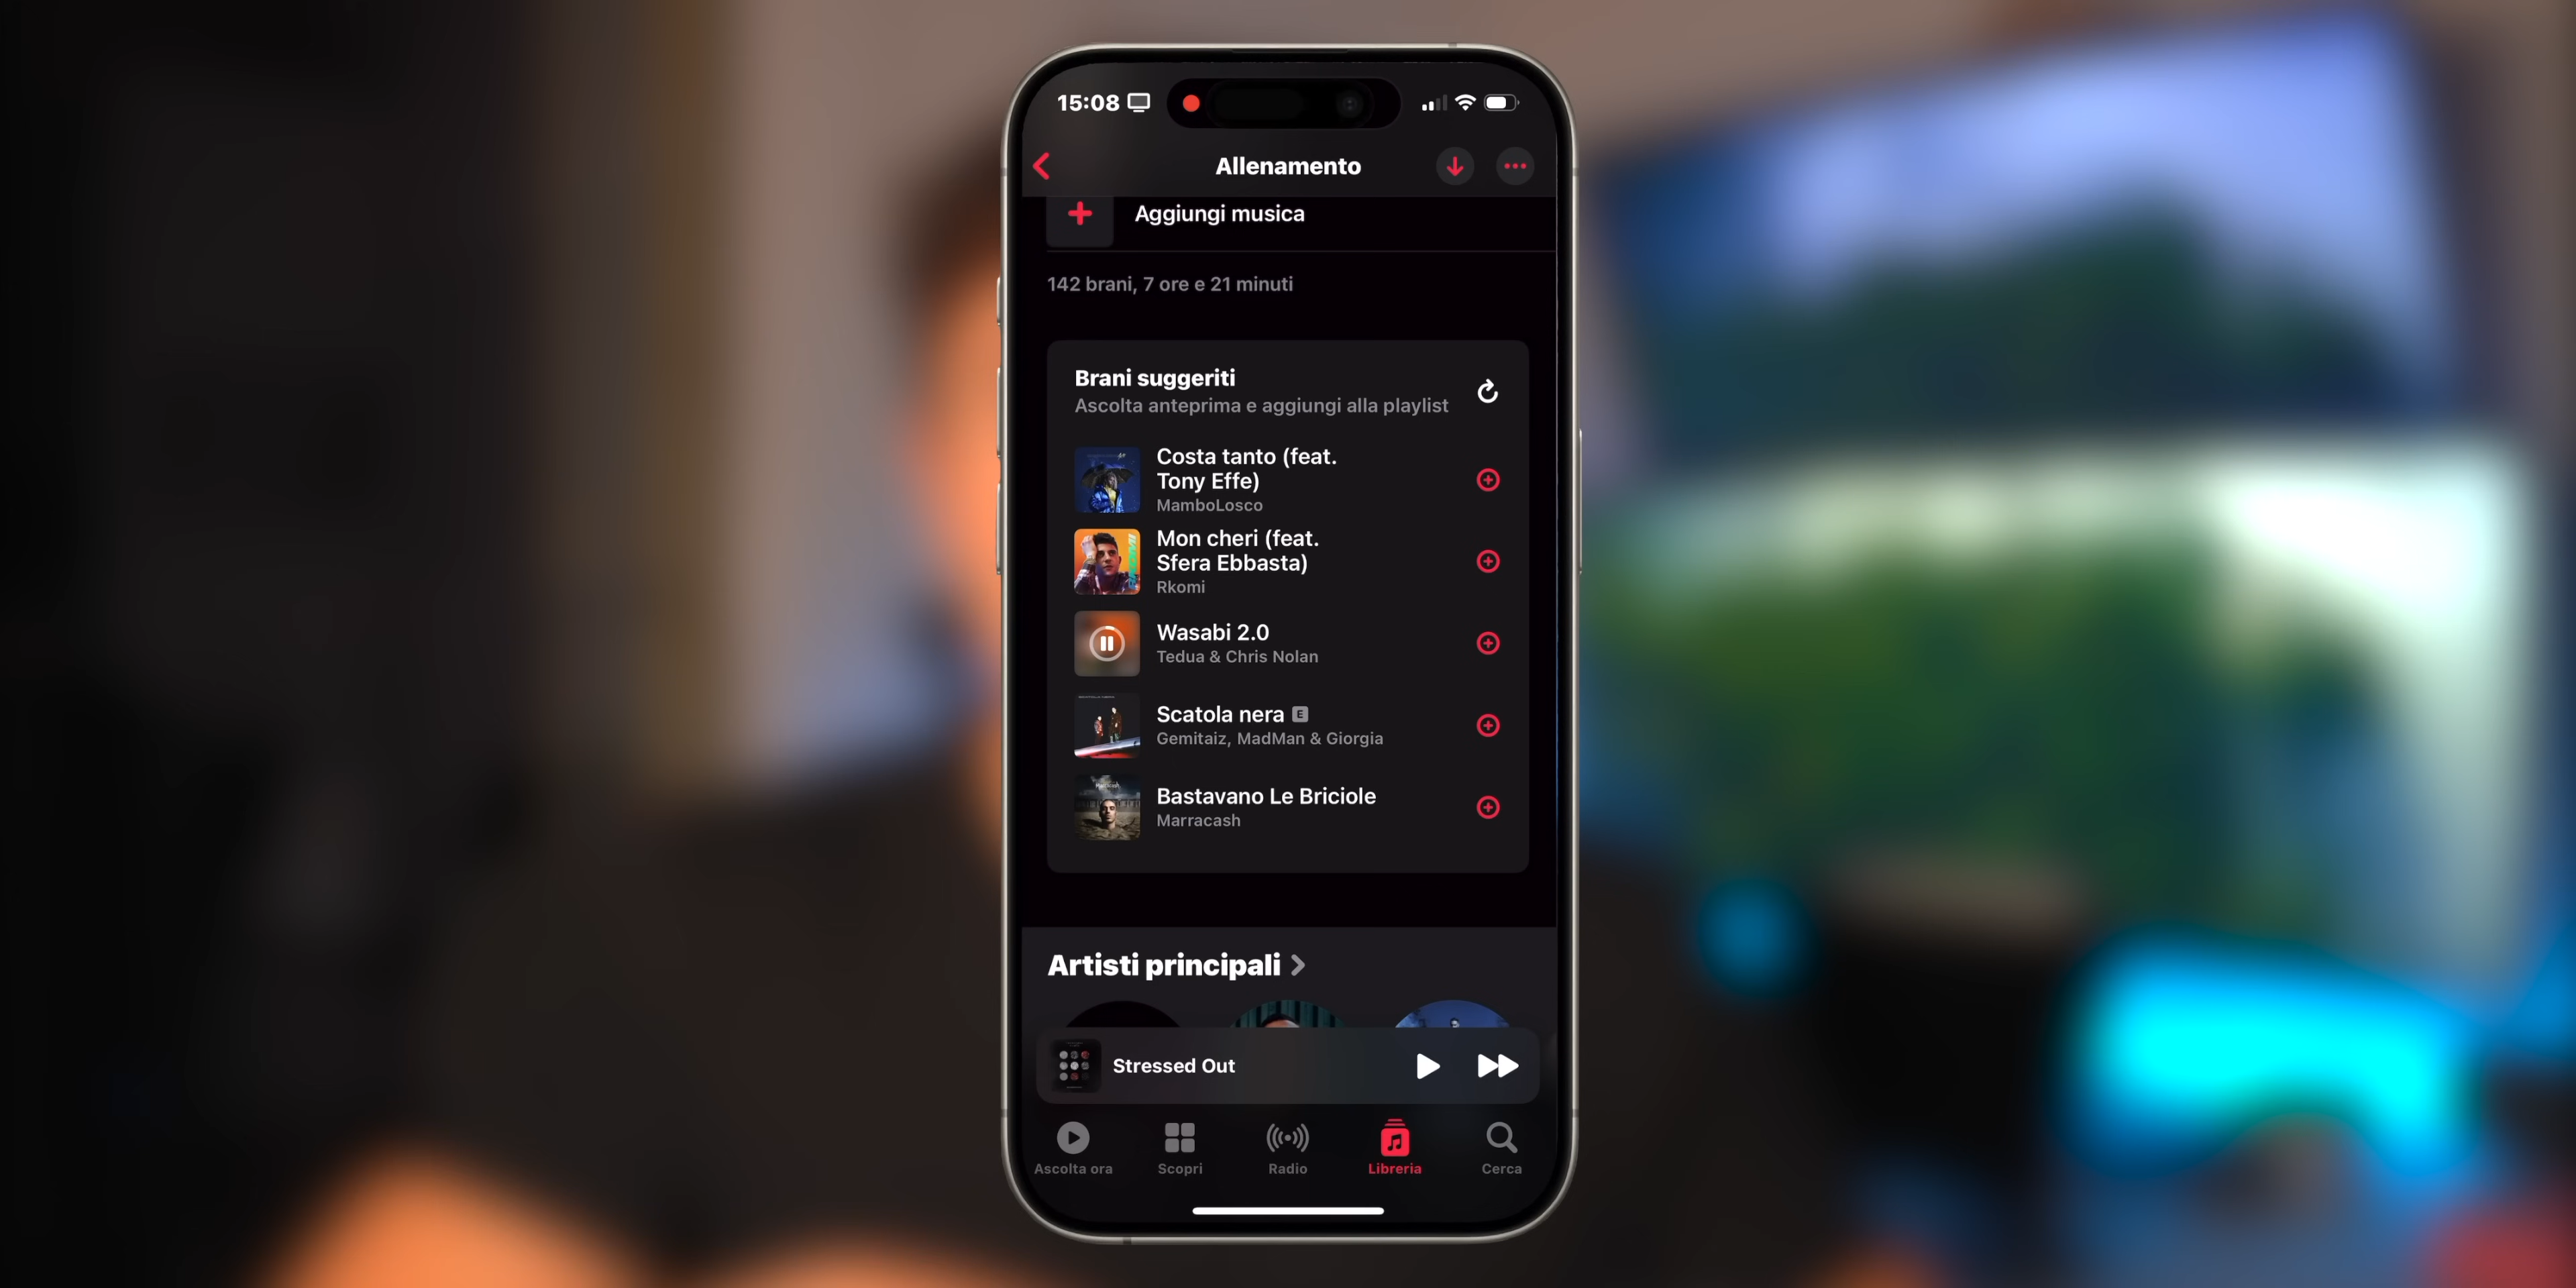 15:08
Allenamento
Aggiungi musica
142 brani, 7 ore e 21 minuti
Brani suggeriti
Ascolta anteprima e aggiungi alla playlist
Costa tanto (feat.
Tony Effe)
MamboLosco
Mon cheri (feat.
Sfera Ebbasta)
Rkomi
Wasabi 2.0
Tedua & Chris Nolan
Scatola nera E
Gemitaiz, MadMan & Giorgia
Bastavano Le Briciole
Marracash
Artisti principali
Stressed Out
Ascolta ora
Scopri
Radio
Libreria
Cerca